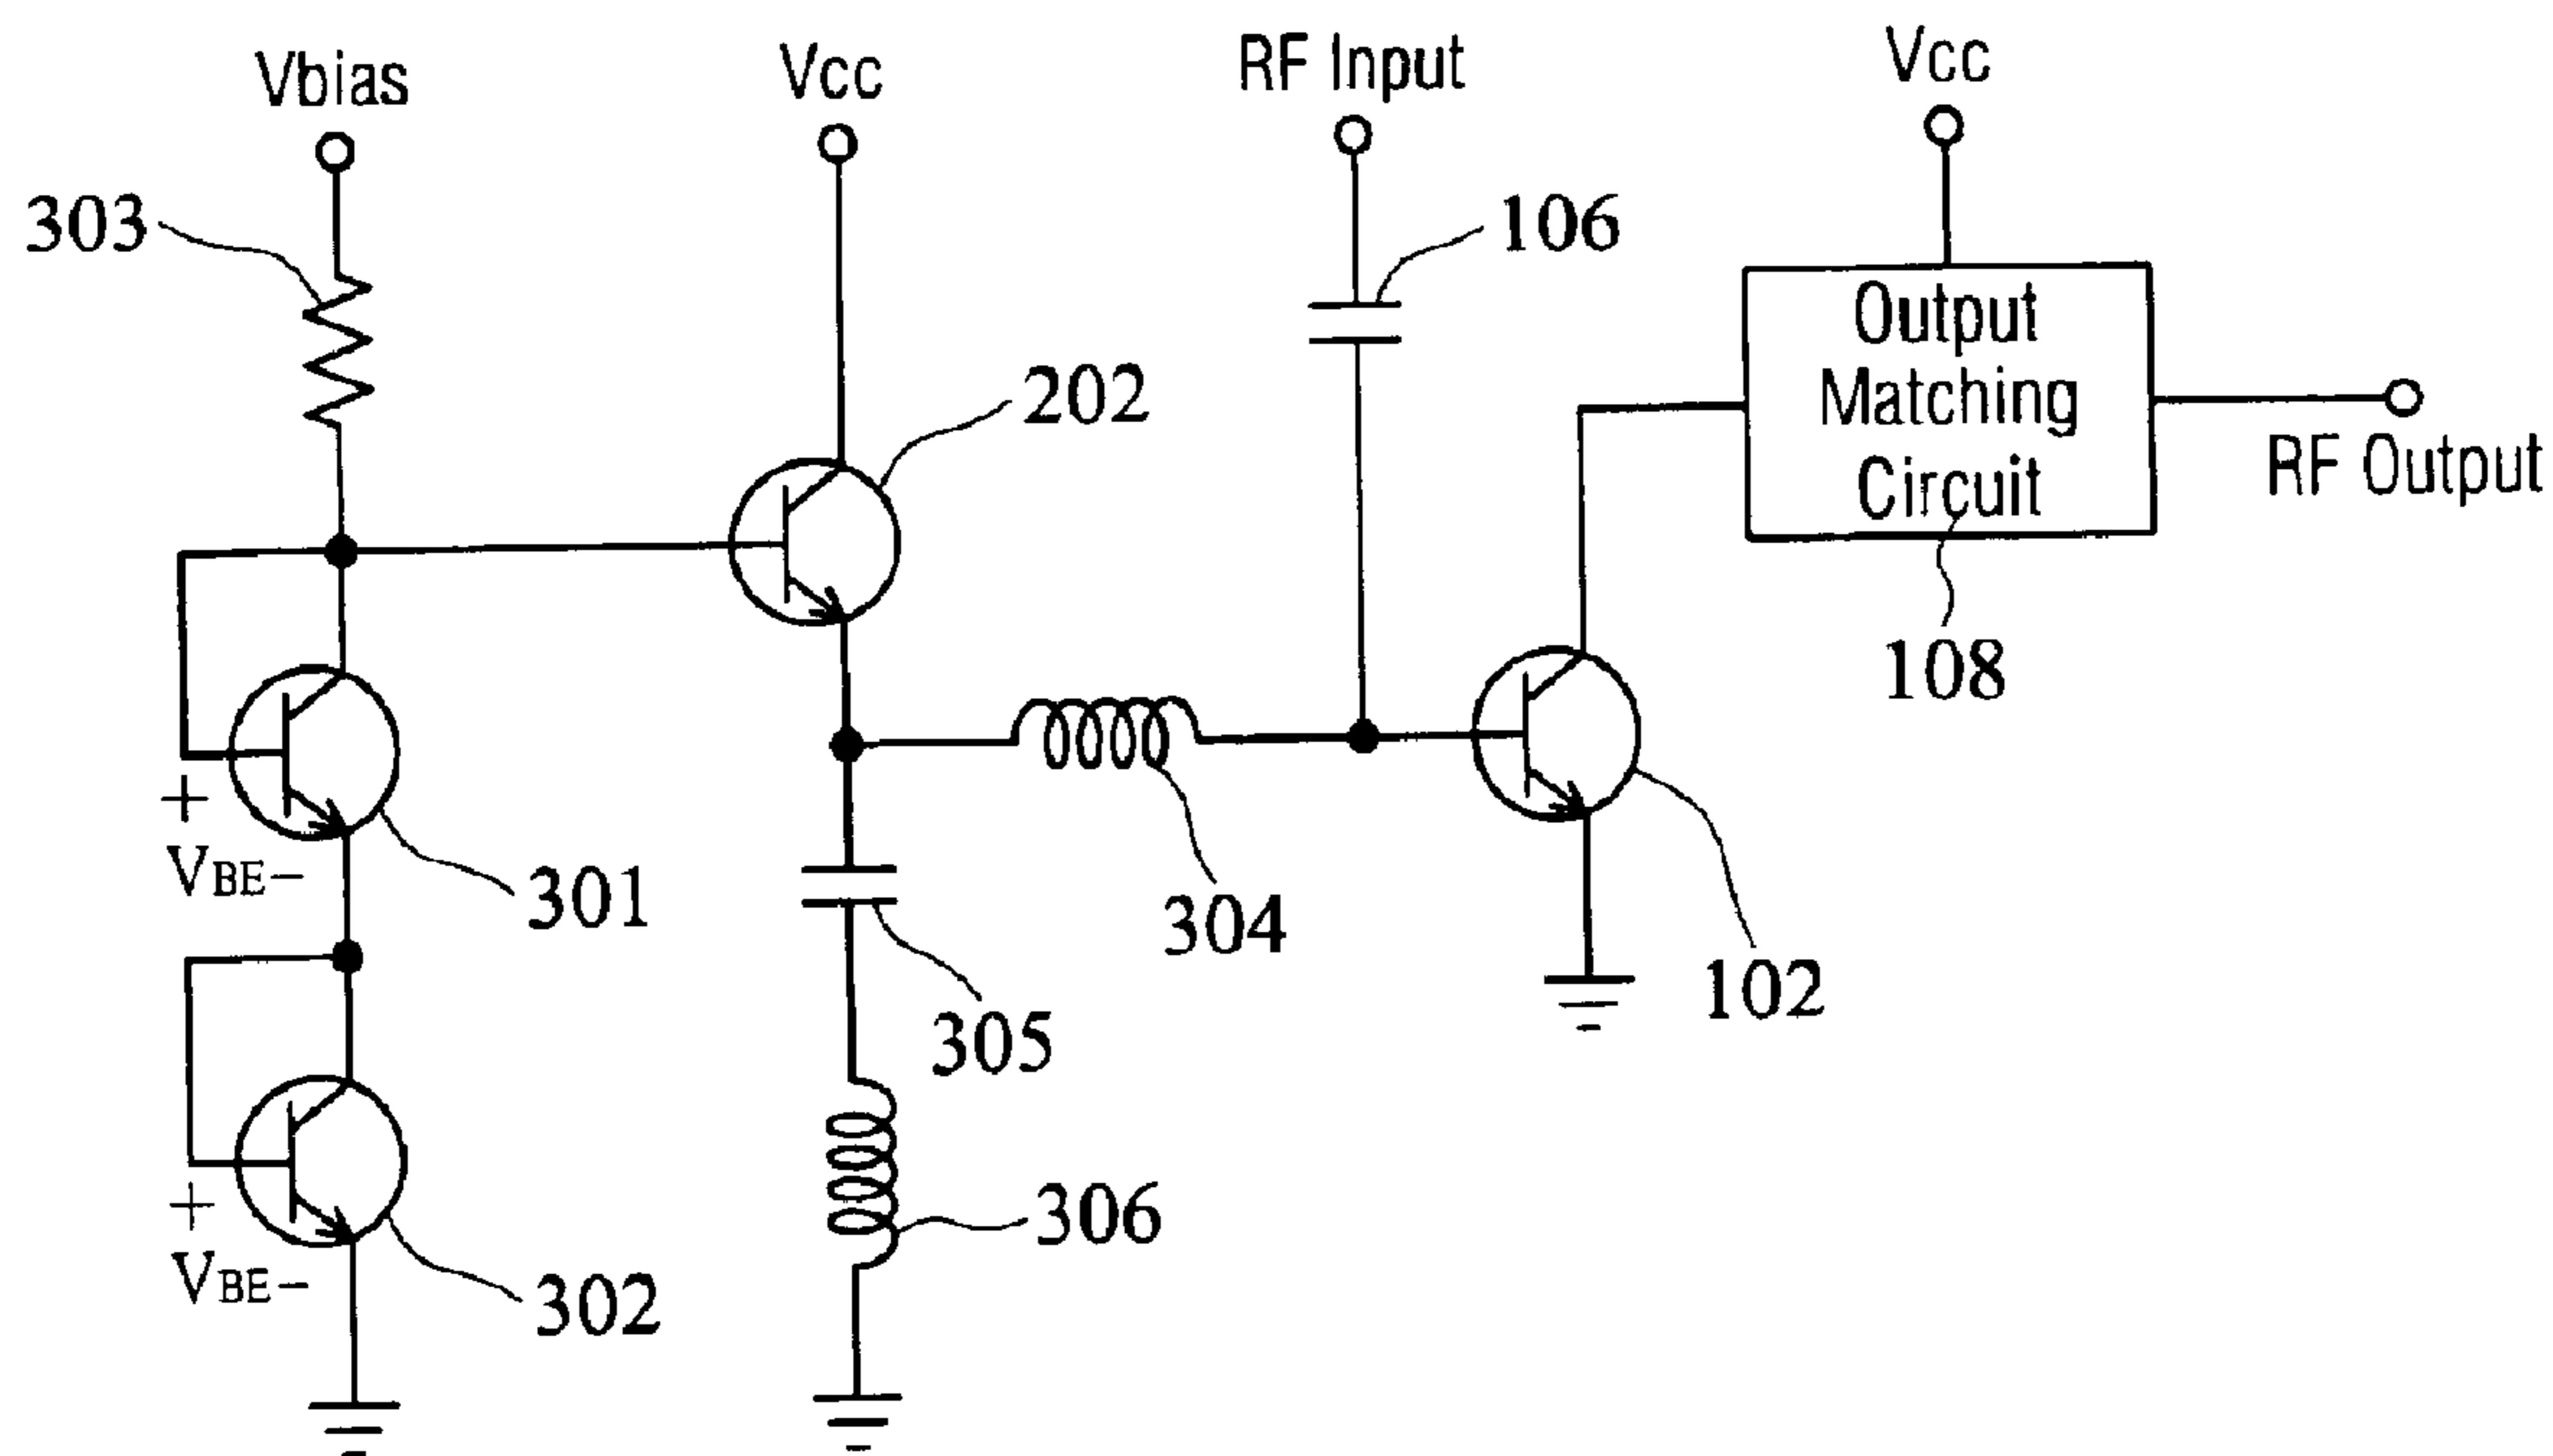 Vbias
Vcc
RF Input
Vcc
303
106
202
Output
Matching
Circuit
RF Output
108
+
VBE-
301
304
102
305
+
VBE-
302
306